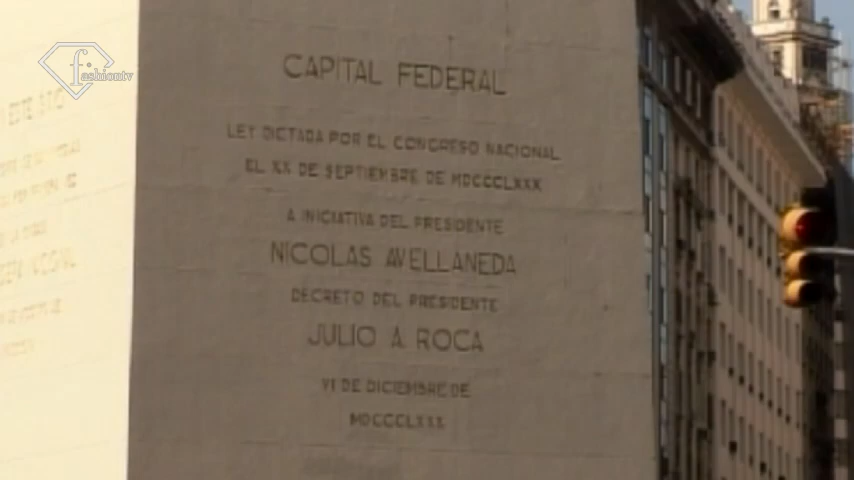 fashiontv
CAPITAL FEDERAL
LEY DICTADA POR EL CONGRESO NACIONAL
EL XX DE SEPTIEMBRE DE MDCCCLXXX
A INICIATIVA DEL PRESIDENTE
NICOLAS AVELLANEDA
DECRETO DEL PRESIDENTE
JULIO A ROCA
VI DE DICIEMBRE DE
MDCCCLXXX